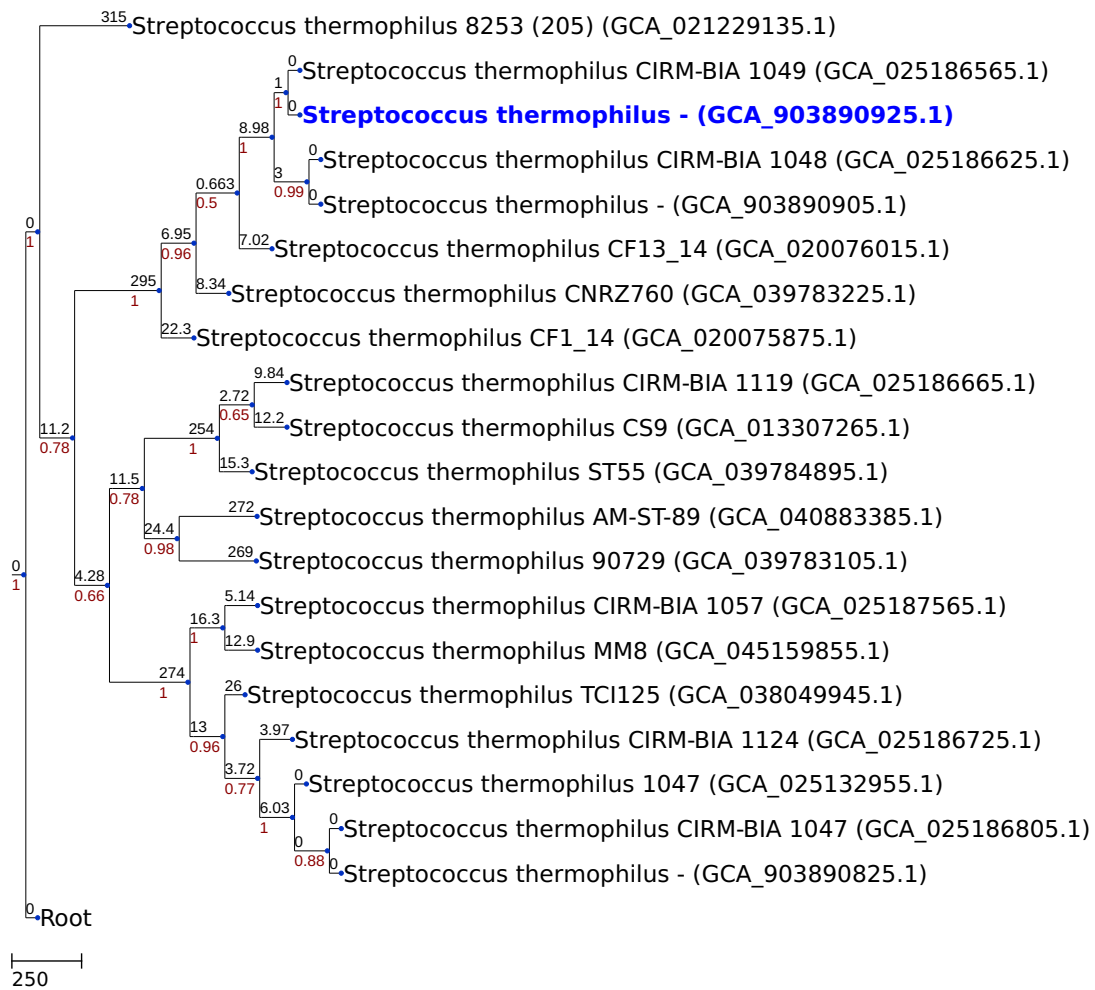 315
Streptococcus thermophilus 8253 (205) (GCA_021229135.1)
0
Streptococcus thermophilus CIRM-BIA 1049 (GCA_025186565.1)
1
1
0
Streptococcus thermophilus - (GCA_903890925.1)
8.98
1
0
Streptococcus thermophilus CIRM-BIA 1048 (GCA_025186625.1)
3
0.99
0.663
0.5
0
Streptococcus thermophilus - (GCA_903890905.1)
0
1
6.95
0.96
7.02
Streptococcus thermophilus CF13_14 (GCA_020076015.1)
295
1
8.34
Streptococcus thermophilus CNRZ760 (GCA_039783225.1)
22.3
Streptococcus thermophilus CF1_14 (GCA_020075875.1)
9.84
Streptococcus thermophilus CIRM-BIA 1119 (GCA_025186665.1)
2.72
0.65
12.2
Streptococcus thermophilus CS9 (GCA_013307265.1)
11.2
0.78
254
1
15.3
Streptococcus thermophilus ST55 (GCA_039784895.1)
11.5
0.78
272
Streptococcus thermophilus AM-ST-89 (GCA_040883385.1)
24.4
0.98
269
Streptococcus thermophilus 90729 (GCA_039783105.1)
0
1
4.28
0.66
5.14
Streptococcus thermophilus CIRM-BIA 1057 (GCA_025187565.1)
16.3
1
12.9
Streptococcus thermophilus MM8 (GCA_045159855.1)
274
1
26
Streptococcus thermophilus TCI125 (GCA_038049945.1)
13
0.96
3.97
Streptococcus thermophilus CIRM-BIA 1124 (GCA_025186725.1)
3.72
0.77
0
Streptococcus thermophilus 1047 (GCA_025132955.1)
6.03
1
0
Streptococcus thermophilus CIRM-BIA 1047 (GCA_025186805.1)
0
0.88
0
Streptococcus thermophilus - (GCA_903890825.1)
0
Root
250